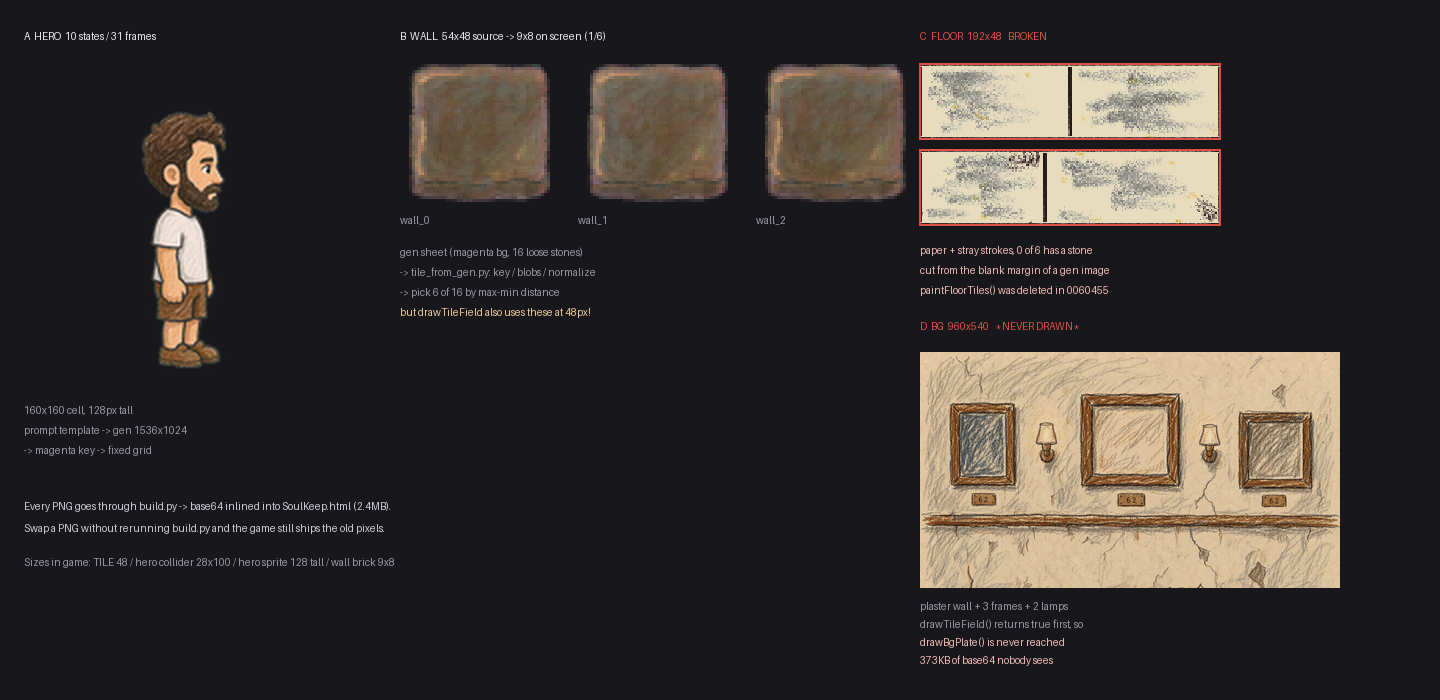 A HERO 10 states / 31 frames
160x160 cell, 128px tall
prompt template -> gen 1536x1024
-> magenta key -> fixed grid
Every PNG goes through build.py -> base64 inlined into SoulKeep.html (2.4MB).
Swap a PNG without rerunning build.py and the game still ships the old pixels.
Sizes in game: TILE 48 / hero collider 28x100 / hero sprite 128 tall / wall brick 9x8
B WALL 54x48 source -> 9x8 on screen (1/6)
wall_0
wall_1
wall_2
gen sheet (magenta bg, 16 loose stones)
-> tile_from_gen.py: key / blobs / normalize
-> pick 6 of 16 by max-min distance
but drawTileField also uses these at 48px!
C FLOOR 192x48 BROKEN
paper + stray strokes, 0 of 6 has a stone
cut from the blank margin of a gen image
paintFloorTiles() was deleted in 0060455
D BG 960x540 *NEVER DRAWN*
62
62
62
plaster wall + 3 frames + 2 lamps
drawTileField() returns true first, so
drawBgPlate() is never reached
373KB of base64 nobody sees